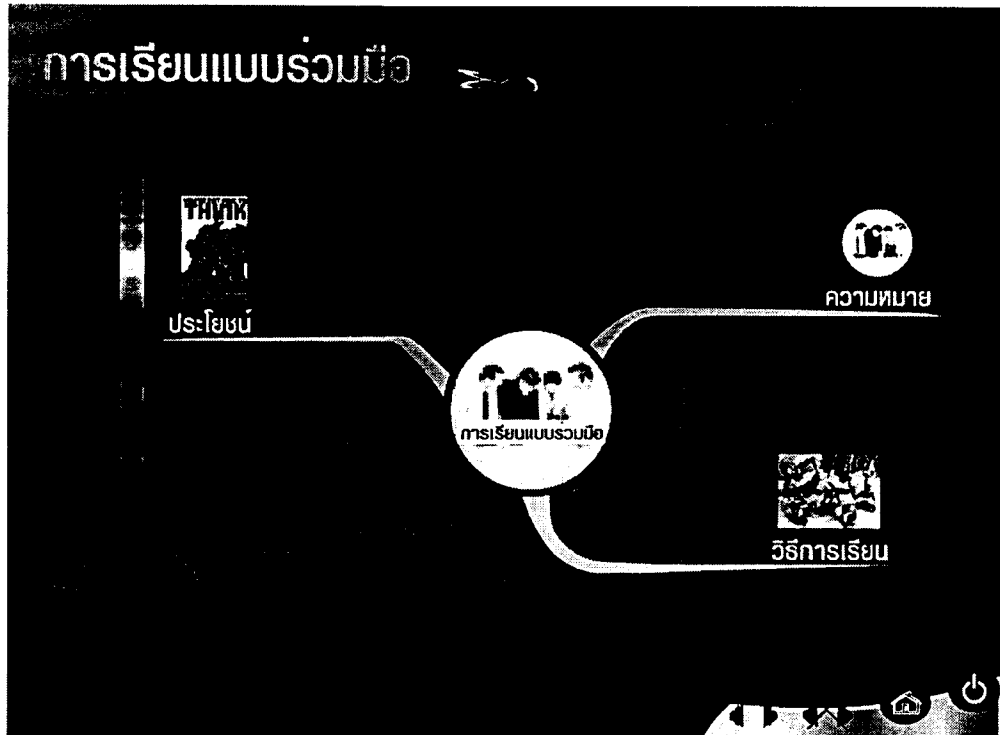 การเรียนแบบร่วมมือ
THINK
ประโยชน์
ความหมาย
การเรียนแบบร่วมมือ
วิธีการเรียน